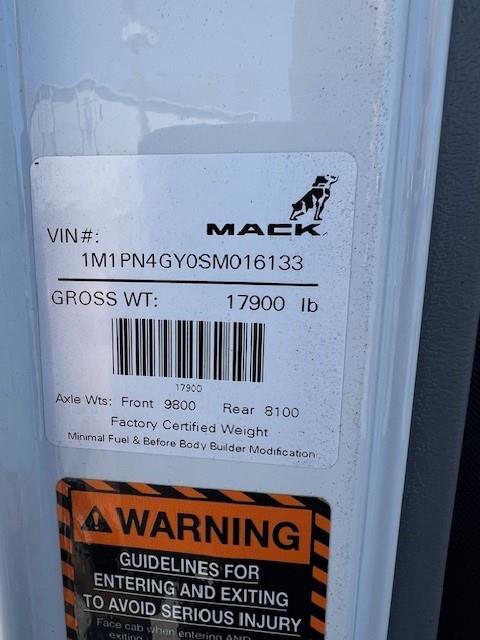 MACK
VIN#:
1M1PN4GY0SM016133
GROSS WT: 17900 lb
17900
Axle Wts: Front 9800 Rear 8100
Factory Certified Weight
Minimal Fuel & Before Body Builder Modification
WARNING
GUIDELINES FOR
ENTERING AND EXITING
TO AVOID SERIOUS INJURY
Face cab when entering AND
exiting